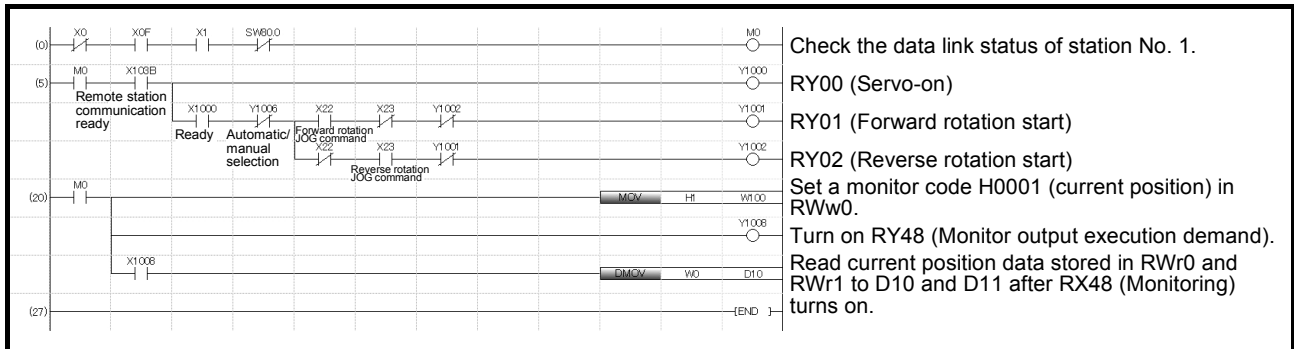 X0 X0F X1 SW80.0 M0
(0)
Check the data link status of station No. 1.
M0 X103B Y1000
(5)
RY00 (Servo-on)
Remote station
communication
ready
X1000 Y1006 X22 X23 Y1002 Y1001
Ready
Automatic/
manual
selection
Forward rotation
JOG command
RY01 (Forward rotation start)
X22 X23 Y1001 Y1002
Reverse rotation
JOG command
RY02 (Reverse rotation start)
M0
(20)
MOV H1 W100
Set a monitor code H0001 (current position) in
RWw0.
Y1008
Turn on RY48 (Monitor output execution demand).
X1008
DMOV W0 D10
Read current position data stored in RWr0 and
RWr1 to D10 and D11 after RX48 (Monitoring)
turns on.
(27)
[END ]